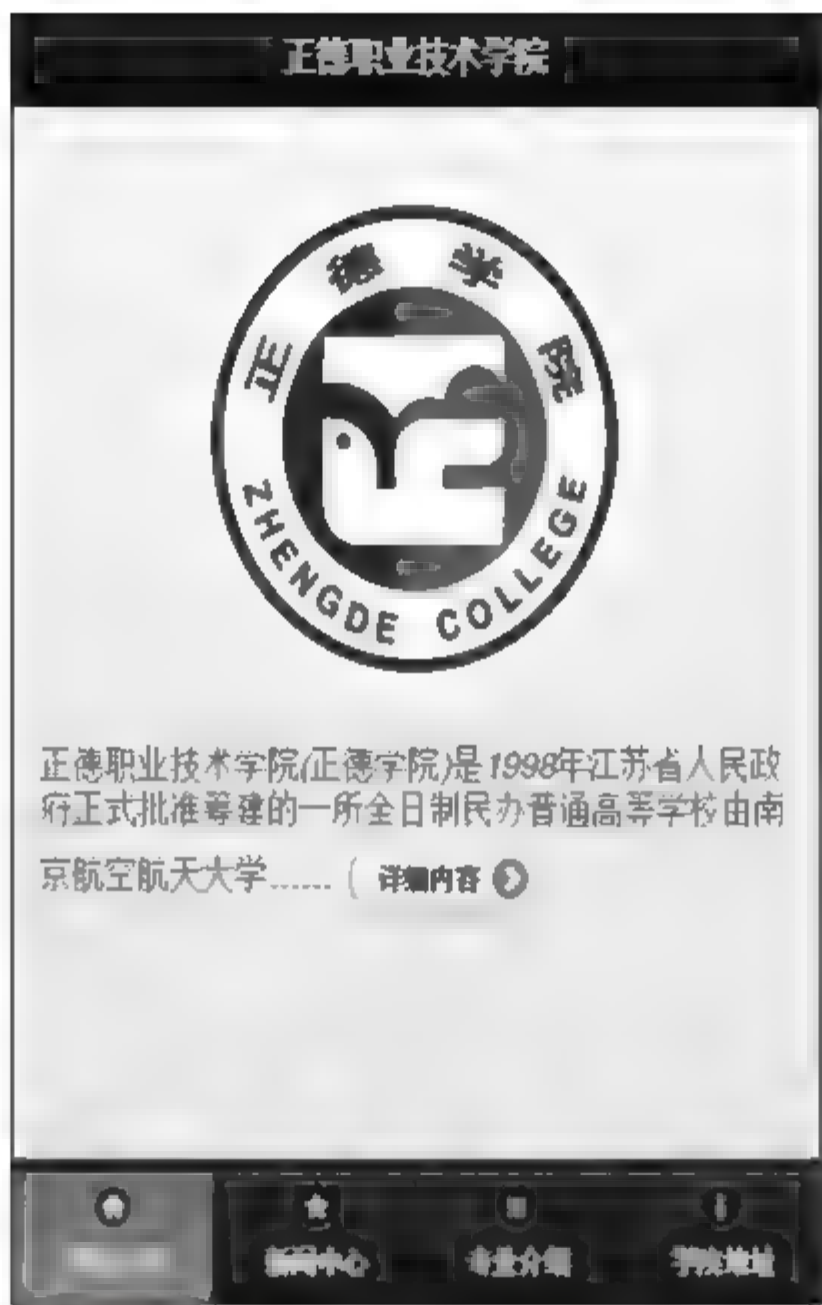 正德职业技术学院
正德学院
ZHENGDE COLLEGE
正德职业技术学院(正德学院)是1998年江苏省人民政
府正式批准筹建的一所全日制民办普通高等学校由南
京航空航天大学......(详细内容
新闻中心 专业介绍 学校地址